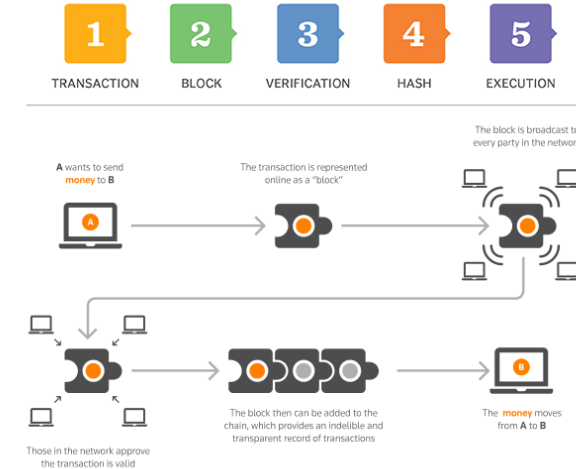 1 2 3 4 5
TRANSACTION BLOCK VERIFICATION HASH EXECUTION
The block is broadcast to
every party in the network
A wants to send
money to B
The transaction is represented
online as a "block"
A
Those in the network approve
the transaction is valid
The block then can be added to the
chain, which provides an indelible and
transparent record of transactions
B
The money moves
from A to B